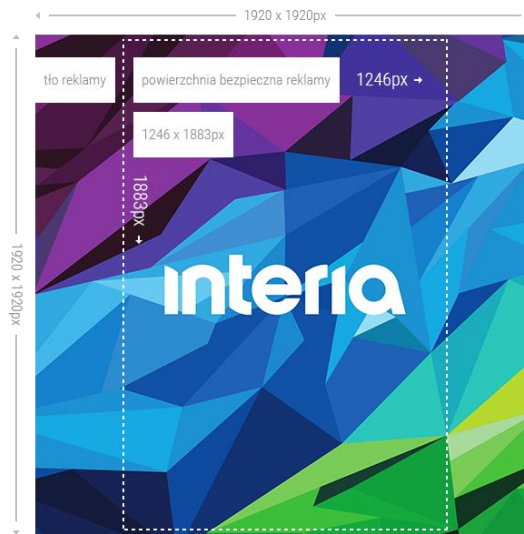 1920 x 1920px
tło reklamy
powierzchnia bezpieczna reklamy
1246px
1246 x 1883px
1883px
1920 x 1920px
interia